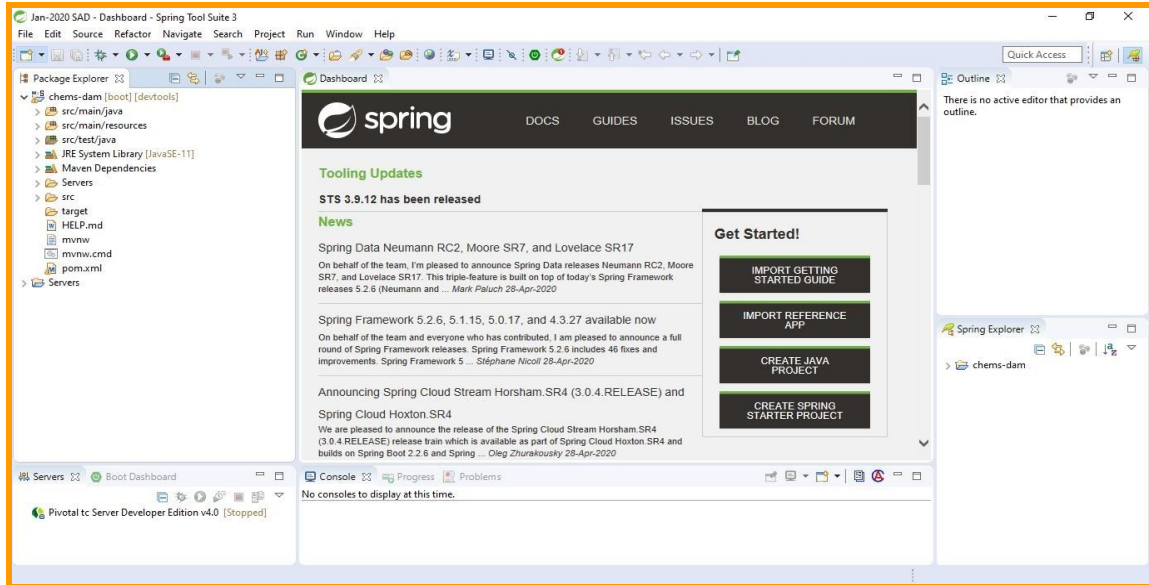 Jan-2020 SAD - Dashboard - Spring Tool Suite 3
File Edit Source Refactor Navigate Search Project Run Window Help
Quick Access
Package Explorer
chems-dam [boot] [devtools]
src/main/java
src/main/resources
src/test/java
JRE System Library [JavaSE-11]
Maven Dependencies
Servers
src
target
HELP.md
mvnw
mvnw.cmd
pom.xml
Servers
Dashboard
spring
DOCS GUIDES ISSUES BLOG FORUM
Tooling Updates
STS 3.9.12 has been released
News
Spring Data Neumann RC2, Moore SR7, and Lovelace SR17
On behalf of the team, I'm pleased to announce Spring Data releases Neumann RC2, Moore
SR7, and Lovelace SR17. This triple-feature is built on top of today's Spring Framework
releases 5.2.6 (Neumann and ... Mark Paluch 28-Apr-2020
Spring Framework 5.2.6, 5.1.15, 5.0.17, and 4.3.27 available now
On behalf of the team and everyone who has contributed, I am pleased to announce a full
round of Spring Framework releases. Spring Framework 5.2.6 includes 46 fixes and
improvements. Spring Framework 5 ... Stéphane Nicoll 28-Apr-2020
Announcing Spring Cloud Stream Horsham.SR4 (3.0.4.RELEASE) and
Spring Cloud Hoxton.SR4
We are pleased to announce the release of the Spring Cloud Stream Horsham.SR4
(3.0.4.RELEASE) release train which is available as part of Spring Cloud Hoxton.SR4 and
builds on Spring Boot 2.2.6 and Spring ... Oleg Zhurakousky 28-Apr-2020
Get Started!
IMPORT GETTING
STARTED GUIDE
IMPORT REFERENCE
APP
CREATE JAVA
PROJECT
CREATE SPRING
STARTER PROJECT
Outline
There is no active editor that provides an
outline.
Spring Explorer
chems-dam
Servers Boot Dashboard
Pivotal tc Server Developer Edition v4.0 [Stopped]
Console Progress Problems
No consoles to display at this time.